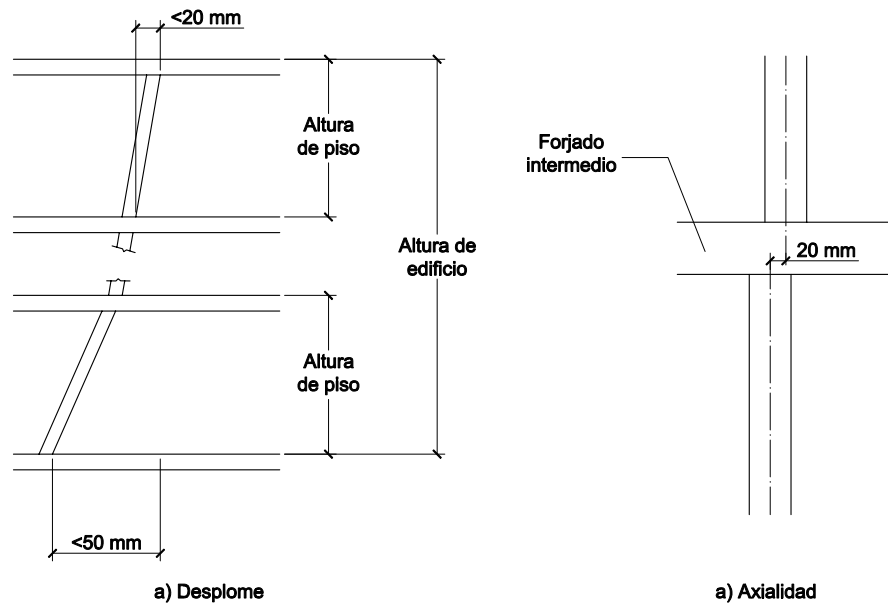 <20 mm
Altura
de piso
Forjado
intermedio
Altura de
edificio
20 mm
Altura
de piso
<50 mm
a) Desplome
a) Axialidad